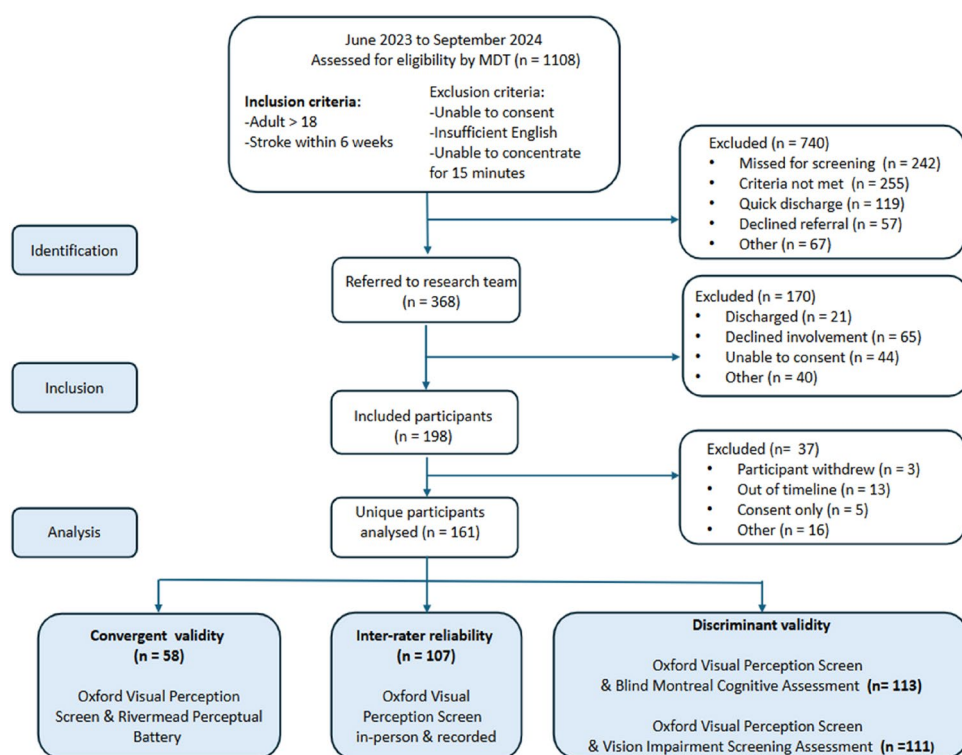 June 2023 to September 2024
Assessed for eligibility by MDT (n = 1108)
Inclusion criteria:
-Adult > 18
-Stroke within 6 weeks
Exclusion criteria:
-Unable to consent
-Insufficient English
-Unable to concentrate
for 15 minutes
Excluded (n = 740)
• Missed for screening (n = 242)
• Criteria not met (n = 255)
• Quick discharge (n = 119)
• Declined referral (n = 57)
• Other (n = 67)
Identification
Referred to research team
(n = 368)
Excluded (n = 170)
• Discharged (n = 21)
• Declined involvement (n = 65)
• Unable to consent (n = 44)
• Other (n = 40)
Inclusion
Included participants
(n = 198)
Excluded (n= 37)
• Participant withdrew (n = 3)
• Out of timeline (n = 13)
• Consent only (n = 5)
• Other (n = 16)
Analysis
Unique participants
analysed (n = 161)
Convergent validity
(n = 58)
Oxford Visual Perception
Screen & Rivermead Perceptual
Battery
Inter-rater reliability
(n = 107)
Oxford Visual
Perception Screen
in-person & recorded
Discriminant validity
Oxford Visual Perception Screen
& Blind Montreal Cognitive Assessment (n= 113)
Oxford Visual Perception Screen
& Vision Impairment Screening Assessment (n =111)